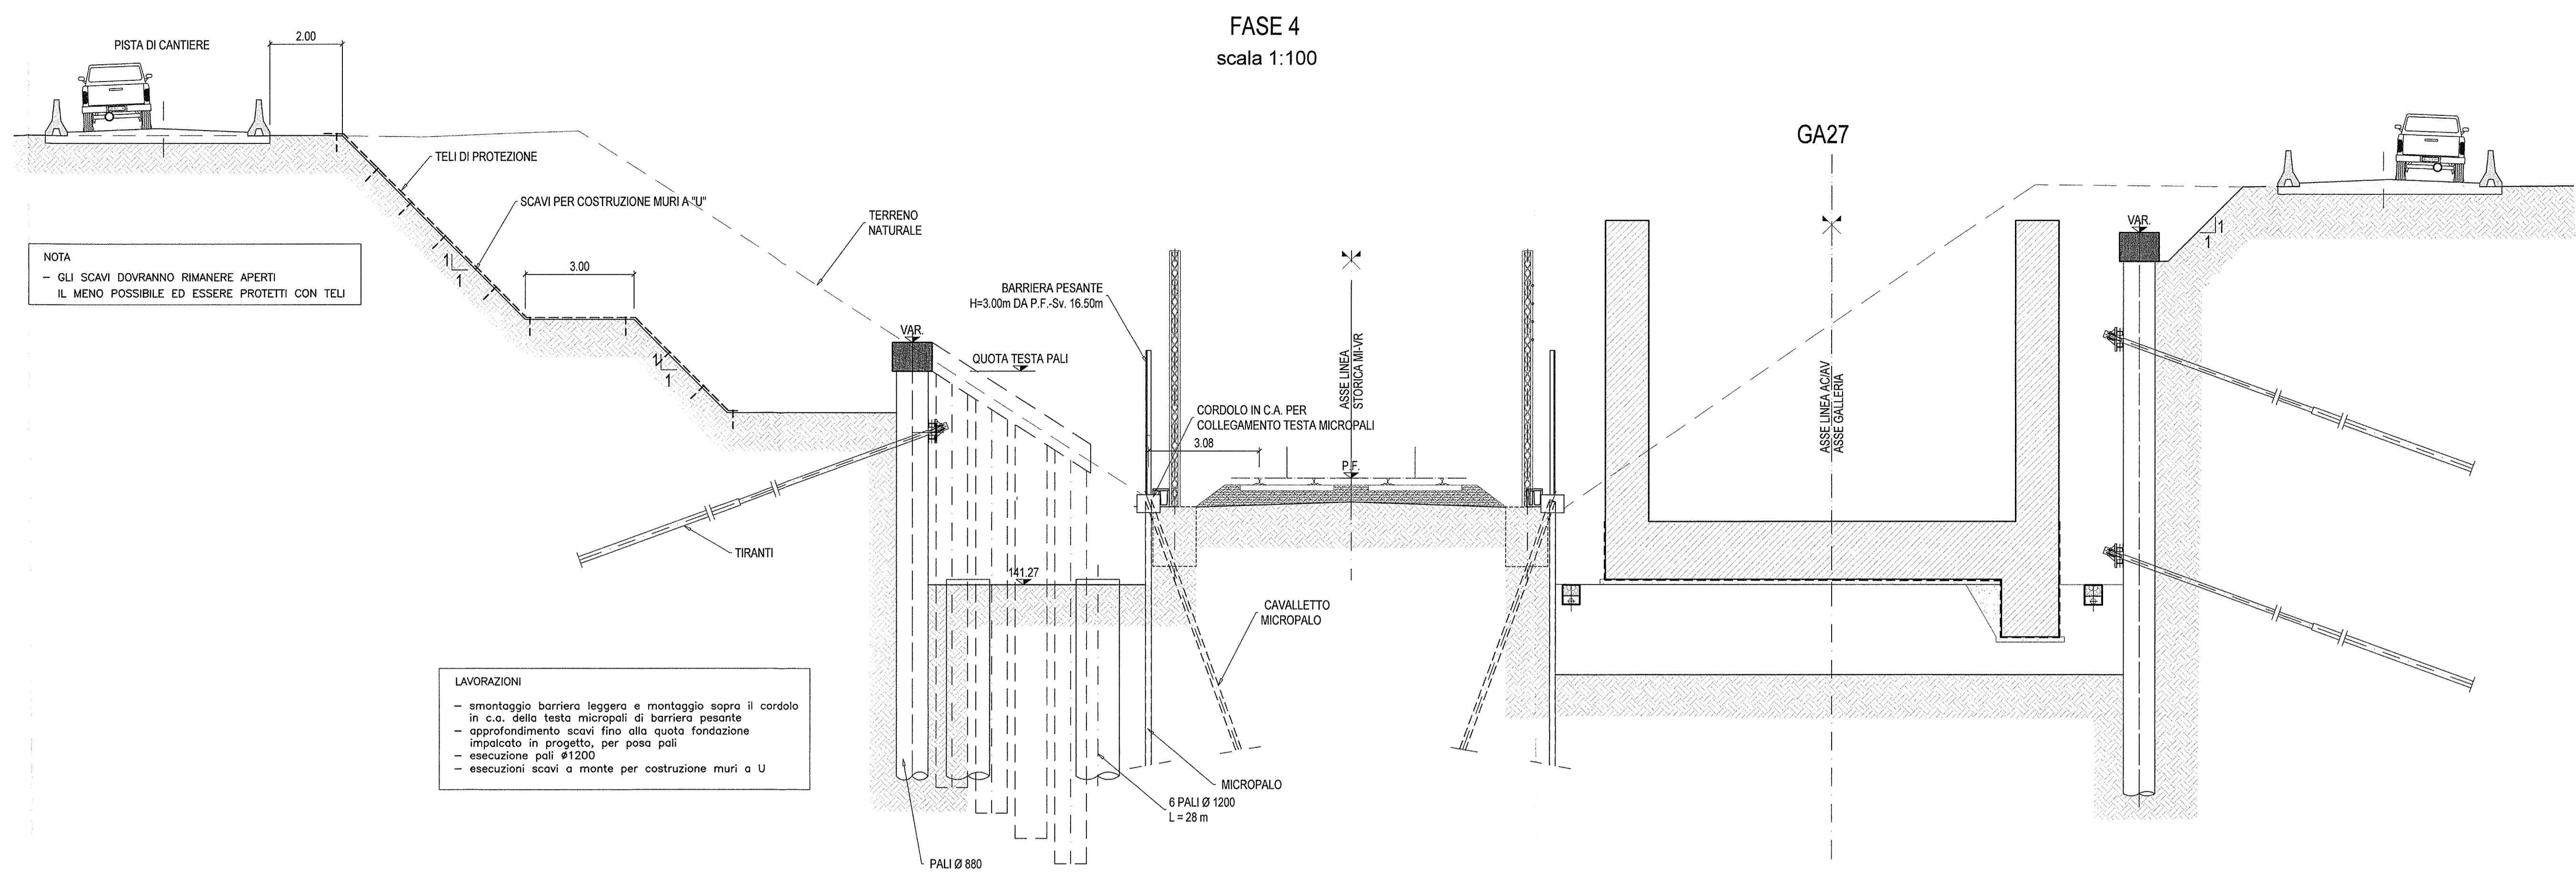 FASE 4
scala 1:100
PISTA DI CANTIERE
2.00
TELI DI PROTEZIONE
SCAVI PER COSTRUZIONE MURI A "U"
TERRENO
NATURALE
NOTA
- GLI SCAVI DOVRANNO RIMANERE APERTI
IL MENO POSSIBILE ED ESSERE PROTETTI CON TELI
1
1
3.00
1
1
VAR.
QUOTA TESTA PALI
BARRIERA PESANTE
H=3.00m DA P.F.-Sv. 16.50m
ASSE LINEA
STORICA MI-VR
CORDOLO IN C.A. PER
COLLEGAMENTO TESTA MICROPALI
3.08
P.F.
GA27
ASSE LINEA AC/AV
ASSE GALLERIA
VAR.
1
1
TIRANTI
141.27
CAVALLETTO
MICROPALO
LAVORAZIONI
- smontaggio barriera leggera e montaggio sopra il cordolo
in c.a. della testa micropali di barriera pesante
- approfondimento scavi fino alla quota fondazione
impalcato in progetto, per posa pali
- esecuzione pali Ø1200
- esecuzioni scavi a monte per costruzione muri a U
MICROPALO
6 PALI Ø 1200
L = 28 m
PALI Ø 880